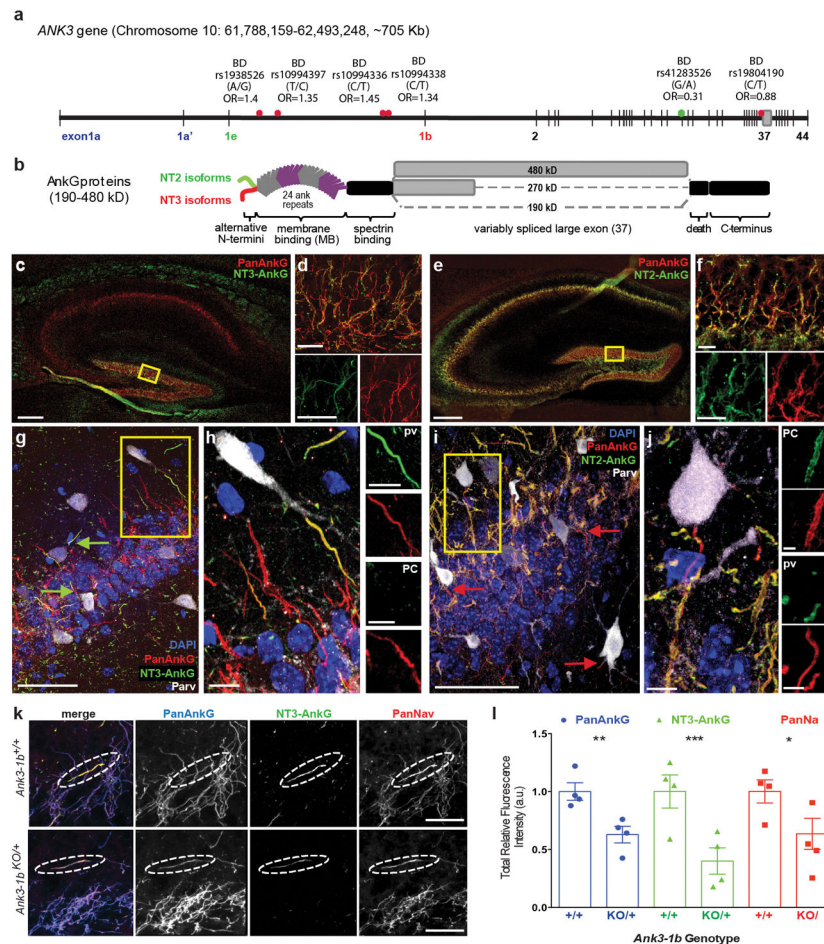 a
ANK3 gene (Chromosome 10: 61,788,159-62,493,248, ~705 Kb)
BD BD BD BD BD BD
rs1938526 rs10994397 rs10994336 rs10994338 rs41283526 rs19804190
(A/G) (T/C) (C/T) (C/T) (G/A) (C/T)
OR=1.4 OR=1.35 OR=1.45 OR=1.34 OR=0.31 OR=0.88
exon1a 1a' 1e 1b 2 37 44
b
AnkGproteins
(190-480 kD)
NT2 isoforms
NT3 isoforms
24 ank
repeats
480 kD
270 kD
190 kD
alternative
N-termini
membrane
binding (MB)
spectrin
binding
variably spliced large exon (37)
death
C-terminus
c PanAnkG
NT3-AnkG
d
e PanAnkG
NT2-AnkG
f
g
DAPI
PanAnkG
NT3-AnkG
Parv
h
pv
PC
i DAPI
PanAnkG
NT2-AnkG
Parv
j
PC
pv
k merge PanAnkG NT3-AnkG PanNav
Ank3-1b+/+
Ank3-1b KO/+
l
PanAnkG NT3-AnkG PanNa
** *** *
Total Relative Fluorescence
Intensity (a.u.)
1.5
1.0
0.5
0.0
+/+ KO/+ +/+ KO/+ +/+ KO/
Ank3-1b Genotype